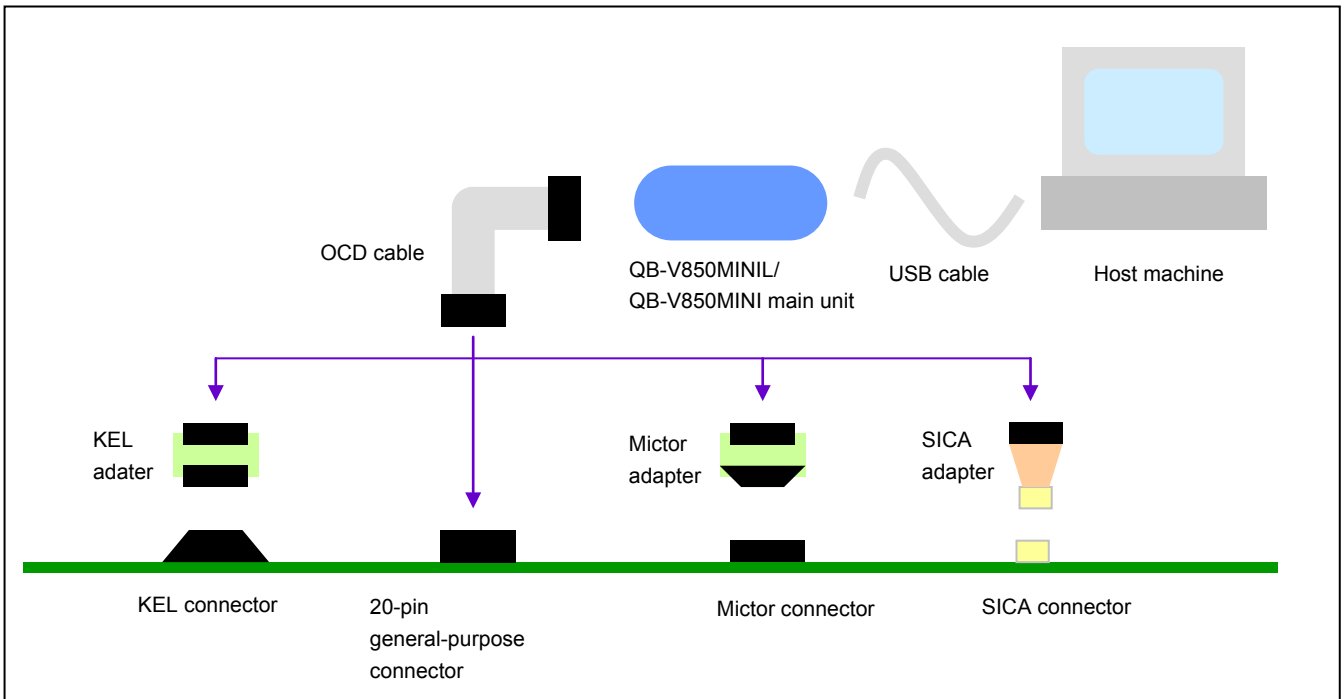 OCD cable
QB-V850MINIL/
QB-V850MINI main unit
USB cable
Host machine
KEL
adater
Mictor
adapter
SICA
adapter
KEL connector
20-pin
general-purpose
connector
Mictor connector
SICA connector